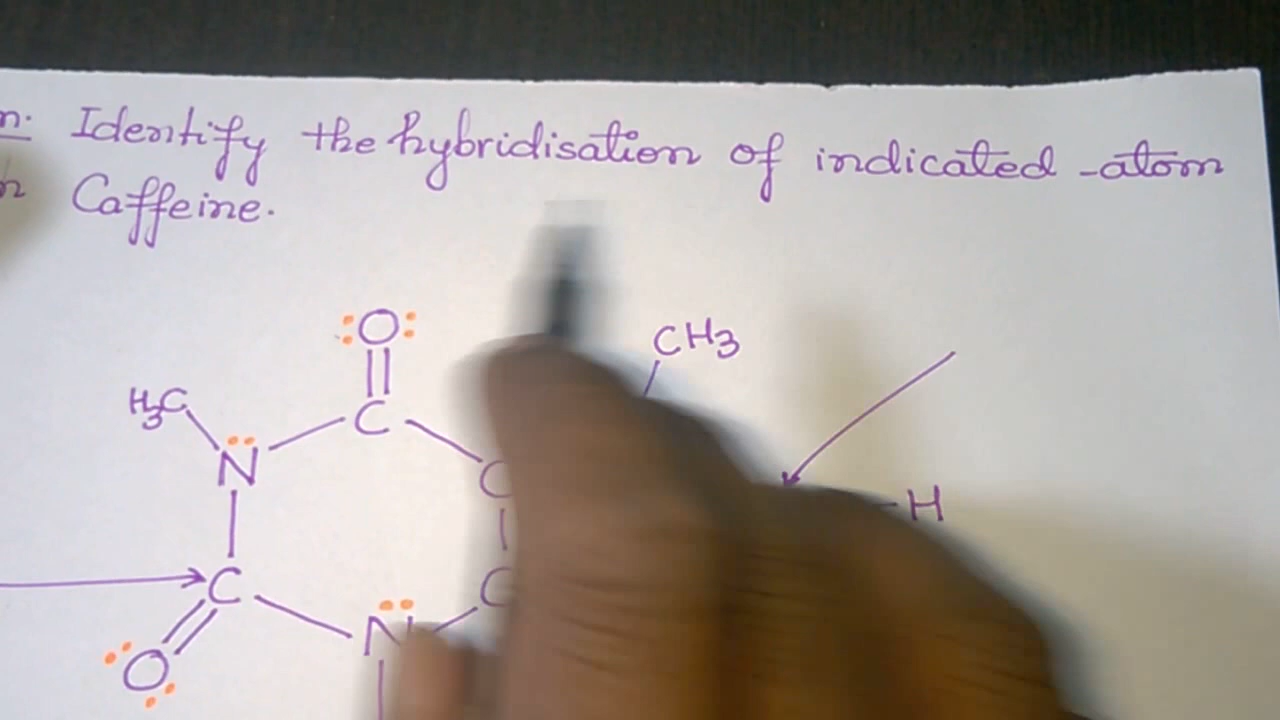 n. Identify the hybridisation of indicated atom
n Caffeine.
:O:
CH3
H3C
C
N
C
H
C
C
N
O